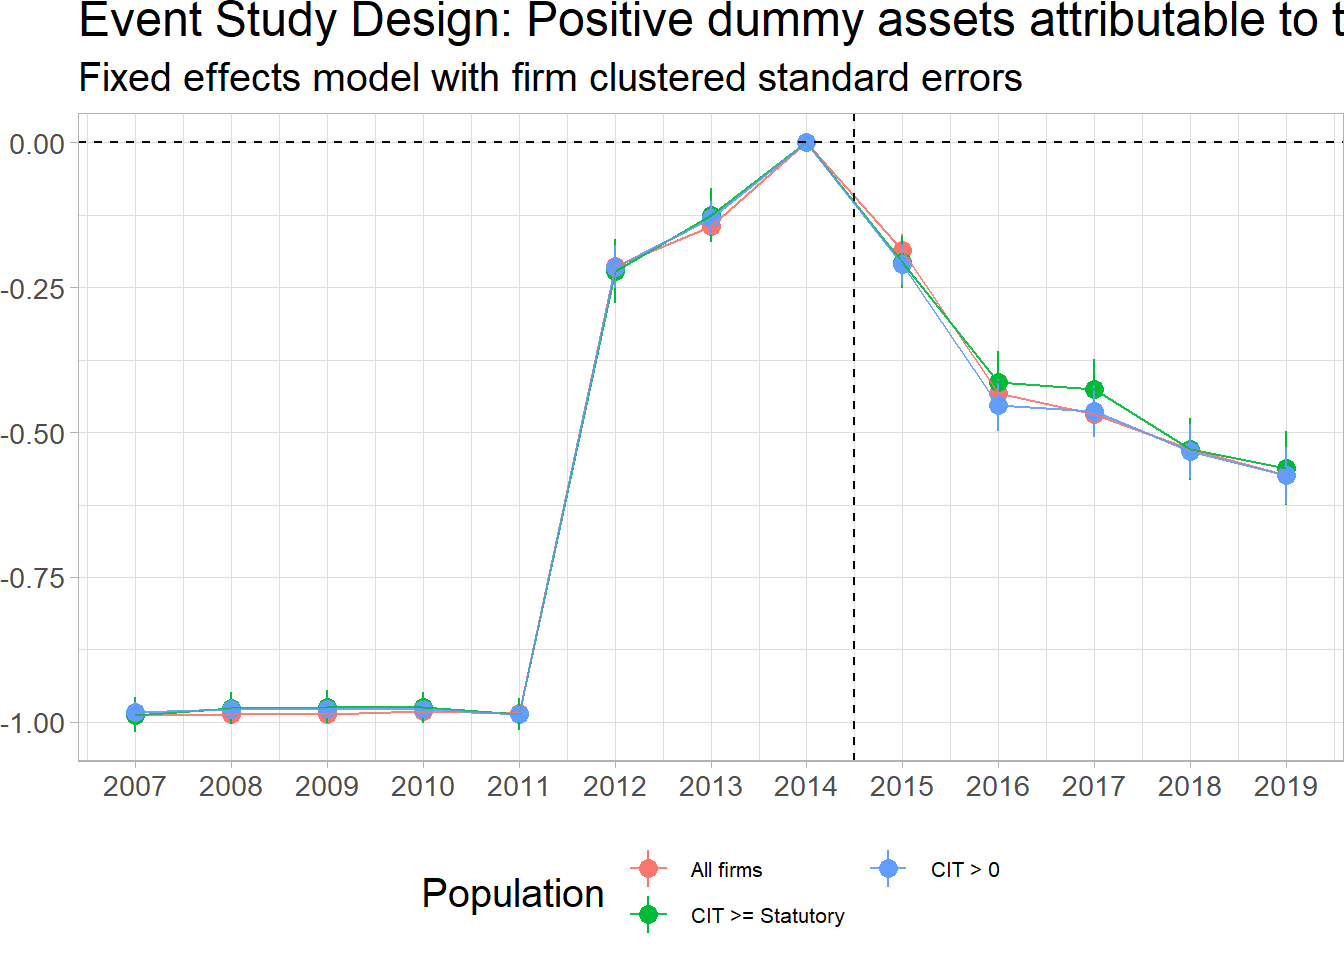 Event Study Design: Positive dummy assets attributable to
Fixed effects model with firm clustered standard errors
0.00
-0.25
-0.50
-0.75
-1.00
2007 2008 2009 2010 2011 2012 2013 2014 2015 2016 2017 2018 2019
Population
All firms
CIT > 0
CIT >= Statutory